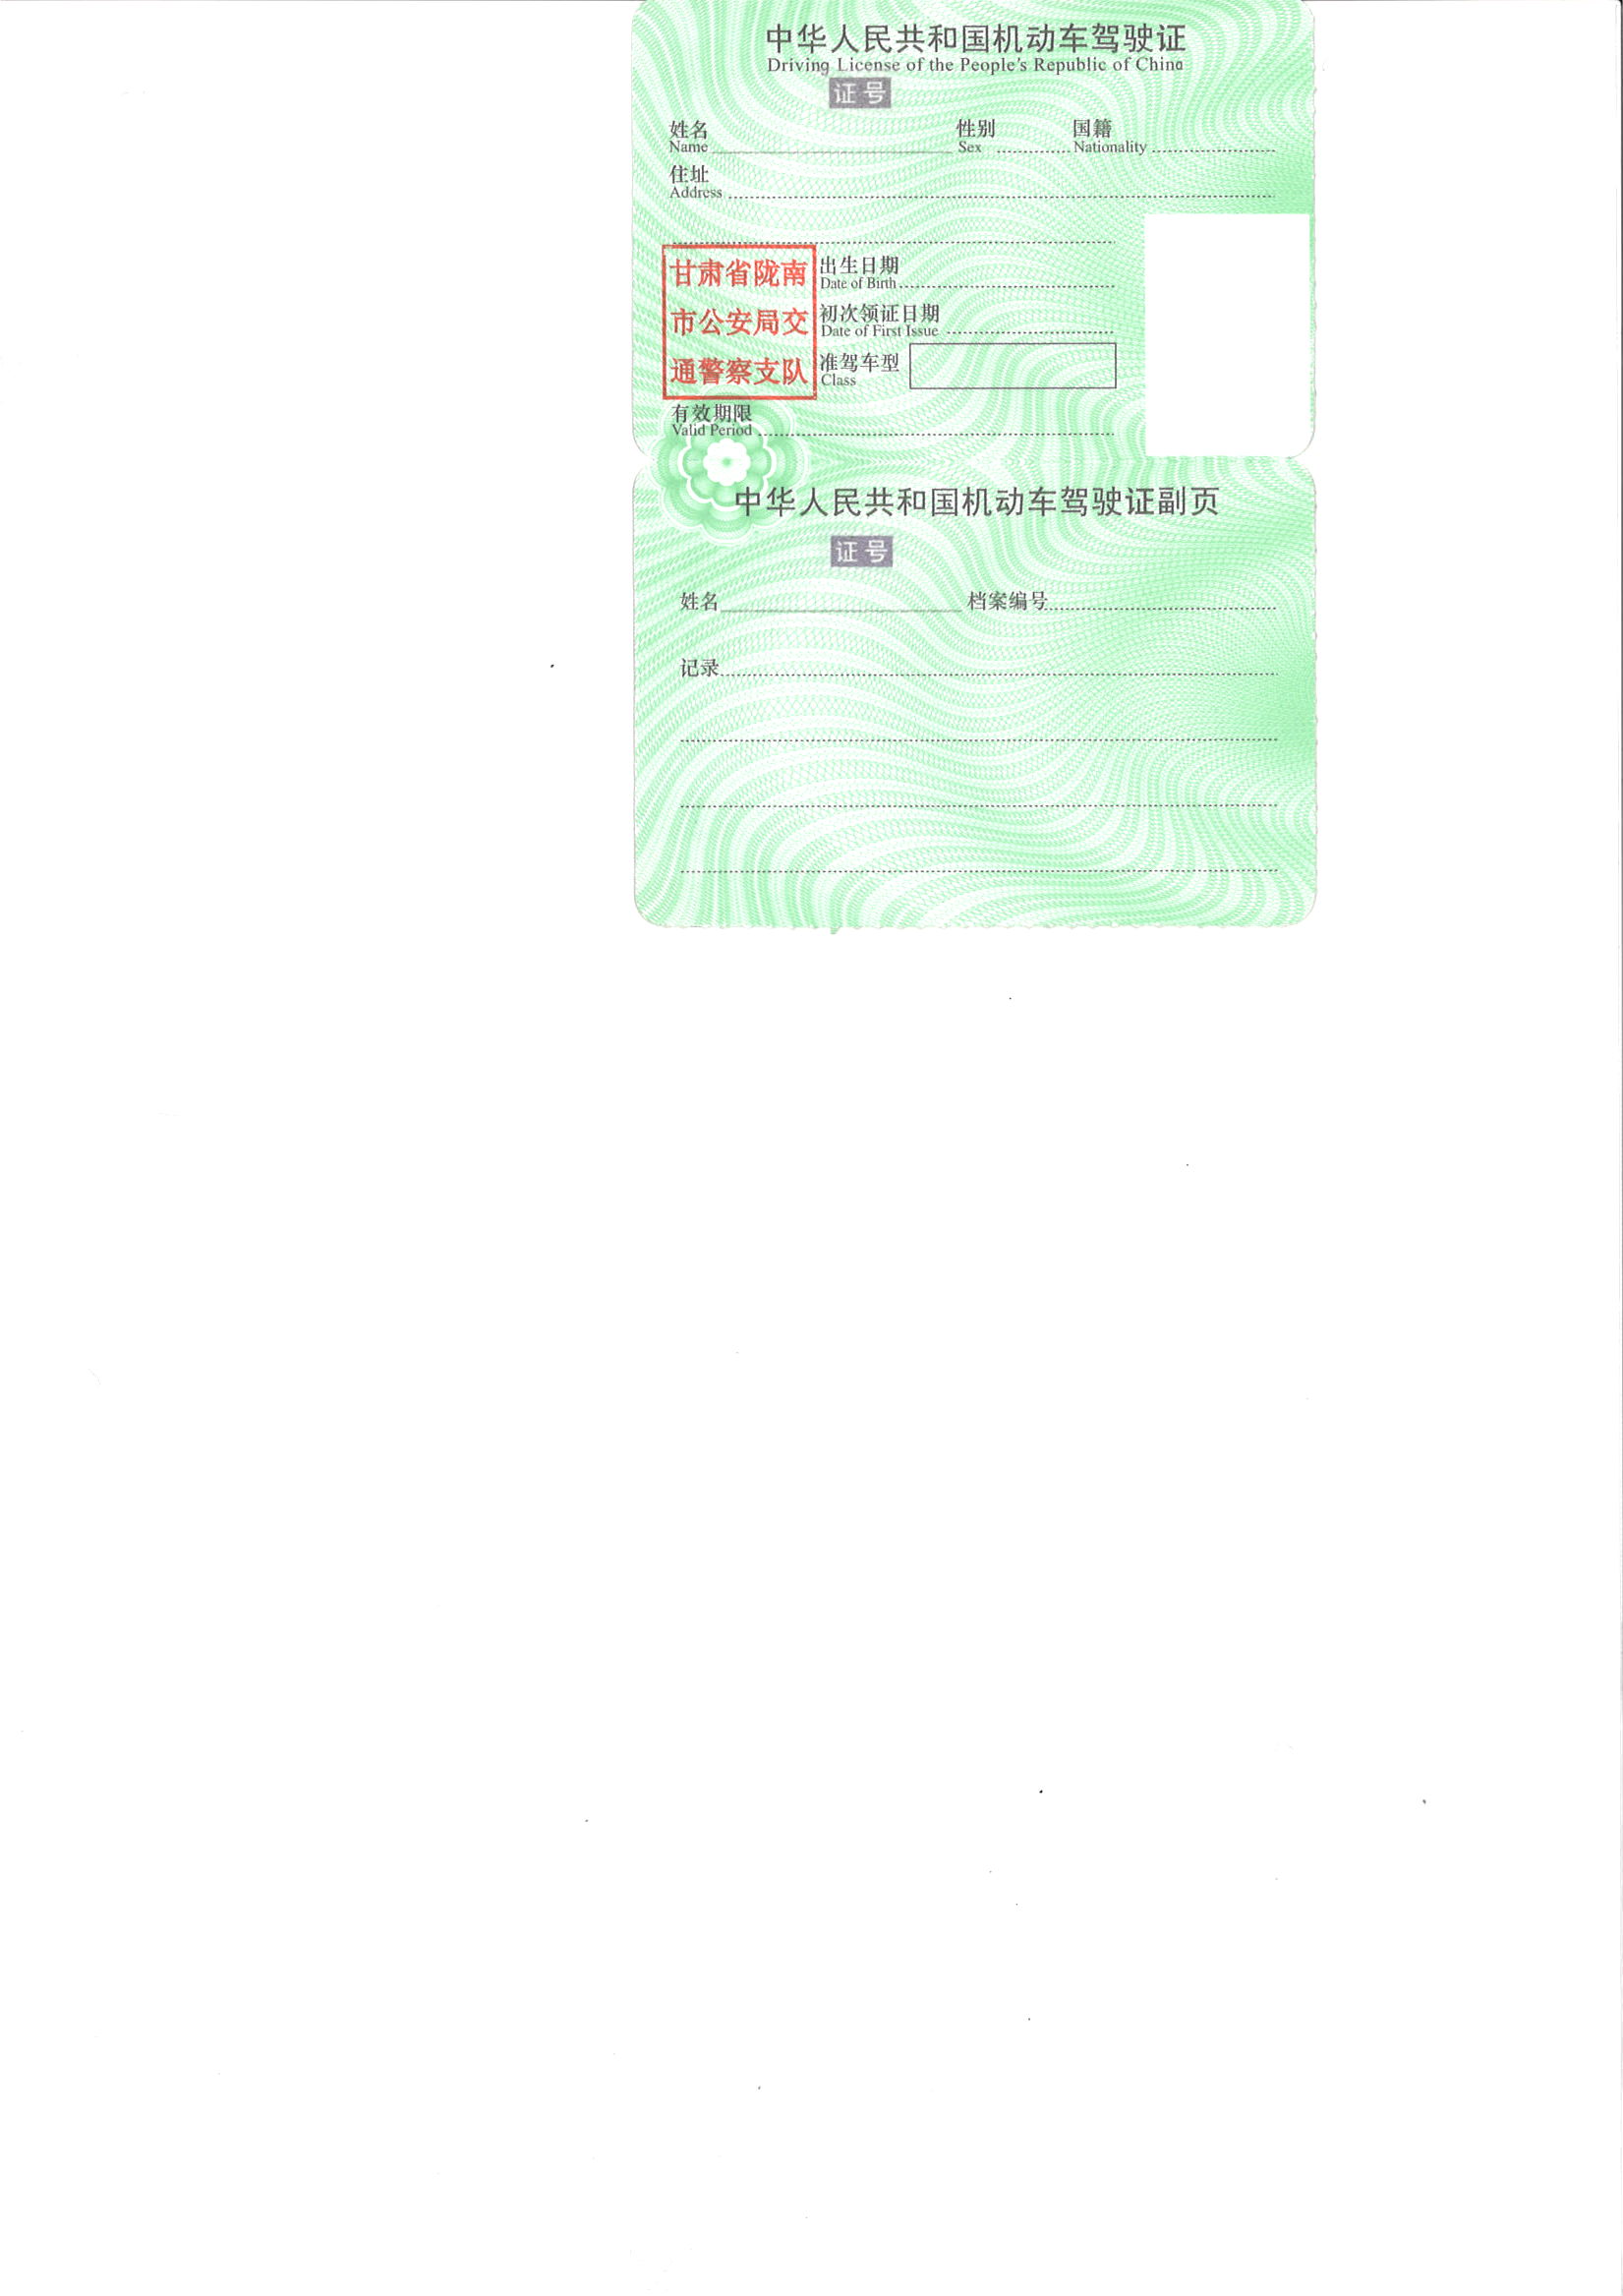 中华人民共和国机动车驾驶证
Driving License of the People's Republic of China
证号
姓名 性别 国籍
Name Sex Nationality
住址
Address
甘肃省陇南
市公安局交
通警察支队
出生日期
Date of Birth
初次领证日期
Date of First Issue
准驾车型
Class
有效期限
Valid Period
中华人民共和国机动车驾驶证副页
证号
姓名 档案编号
记录